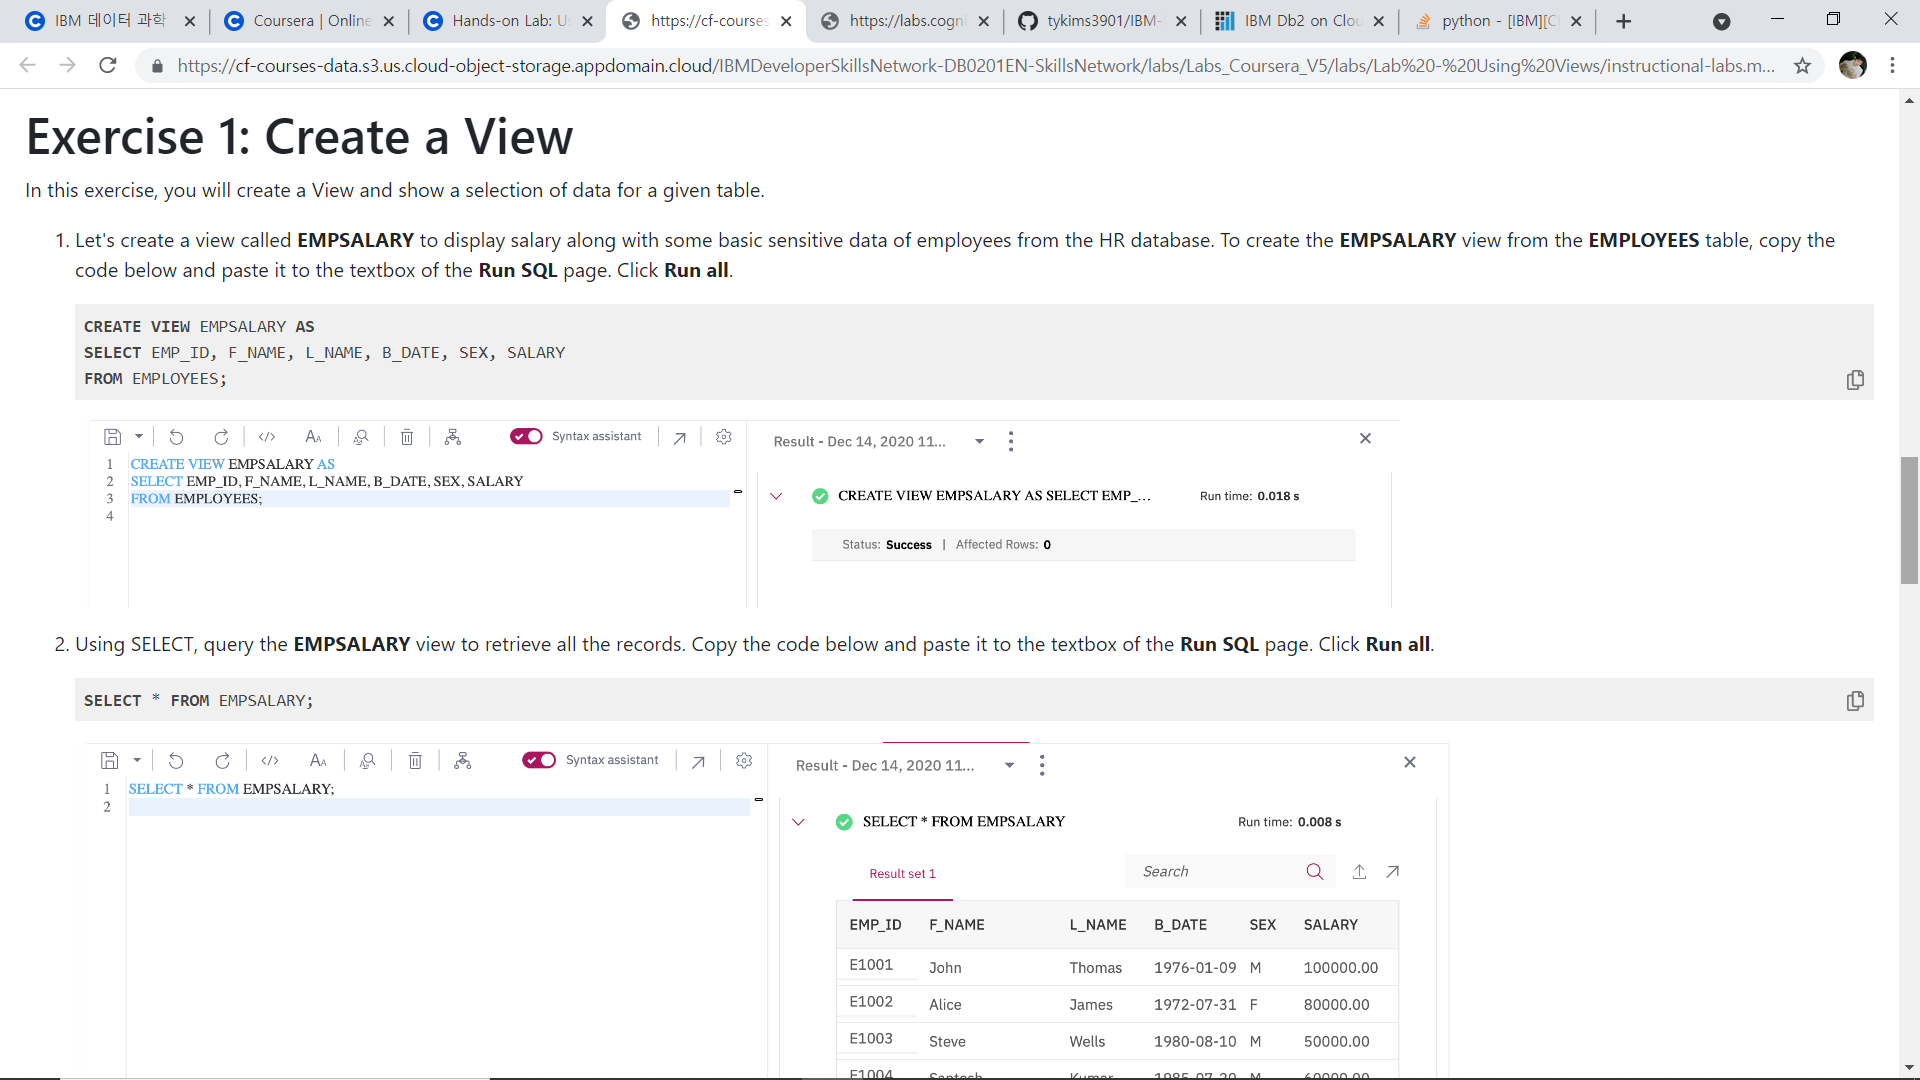 IBM 데이터 과학
Coursera | Online
Hands-on Lab: U
https://cf-courses
https://labs.cogni
tykims3901/IBM-
IBM Db2 on Clou
python - [IBM][C
https://cf-courses-data.s3.us.cloud-object-storage.appdomain.cloud/IBMDeveloperSkillsNetwork-DB0201EN-SkillsNetwork/labs/Labs_Coursera_V5/labs/Lab%20-%20Using%20Views/instructional-labs.m...
Exercise 1: Create a View
In this exercise, you will create a View and show a selection of data for a given table.
1. Let's create a view called EMPSALARY to display salary along with some basic sensitive data of employees from the HR database. To create the EMPSALARY view from the EMPLOYEES table, copy the
code below and paste it to the textbox of the Run SQL page. Click Run all.
CREATE VIEW EMPSALARY AS
SELECT EMP_ID, F_NAME, L_NAME, B_DATE, SEX, SALARY
FROM EMPLOYEES;
Syntax assistant
1 CREATE VIEW EMPSALARY AS
2 SELECT EMP_ID, F_NAME, L_NAME, B_DATE, SEX, SALARY
3 FROM EMPLOYEES;
4
Result - Dec 14, 2020 11...
CREATE VIEW EMPSALARY AS SELECT EMP_... Run time: 0.018 s
Status: Success | Affected Rows: 0
2. Using SELECT, query the EMPSALARY view to retrieve all the records. Copy the code below and paste it to the textbox of the Run SQL page. Click Run all.
SELECT * FROM EMPSALARY;
Syntax assistant
1 SELECT * FROM EMPSALARY;
2
Result - Dec 14, 2020 11...
SELECT * FROM EMPSALARY Run time: 0.008 s
Result set 1 Search
EMP_ID F_NAME L_NAME B_DATE SEX SALARY
E1001 John Thomas 1976-01-09 M 100000.00
E1002 Alice James 1972-07-31 F 80000.00
E1003 Steve Wells 1980-08-10 M 50000.00
E1004 Santosh Kumar 1985-07-20 M 60000.00